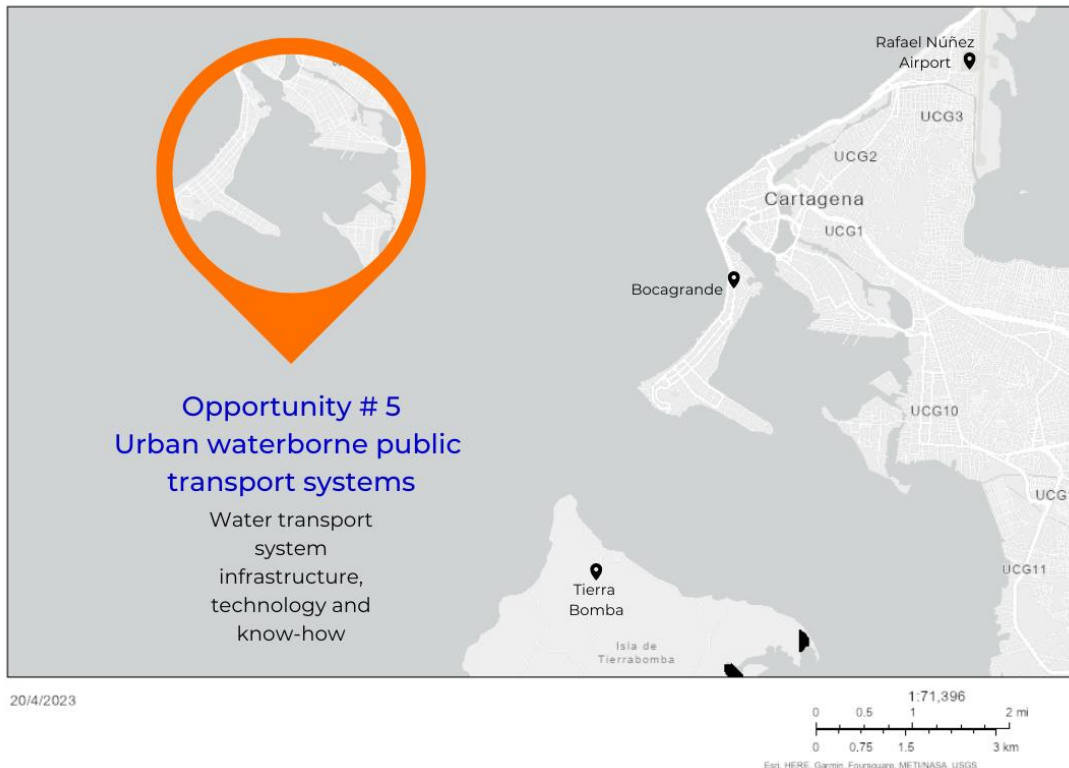 Rafael Núñez
Airport
UCG3
UCG2
Cartagena
UCG1
Bocagrande
Opportunity # 5
Urban waterborne public
transport systems
Water transport
system
infrastructure,
technology and
know-how
UCG10
UCG
UCG11
Tierra
Bomba
Isla de
Tierrabomba
20/4/2023
1:71,396
0 0.5 1 2 mi
0 0.75 1.5 3 km
Esri, HERE, Garmin, Foursquare, METI/NASA, USGS